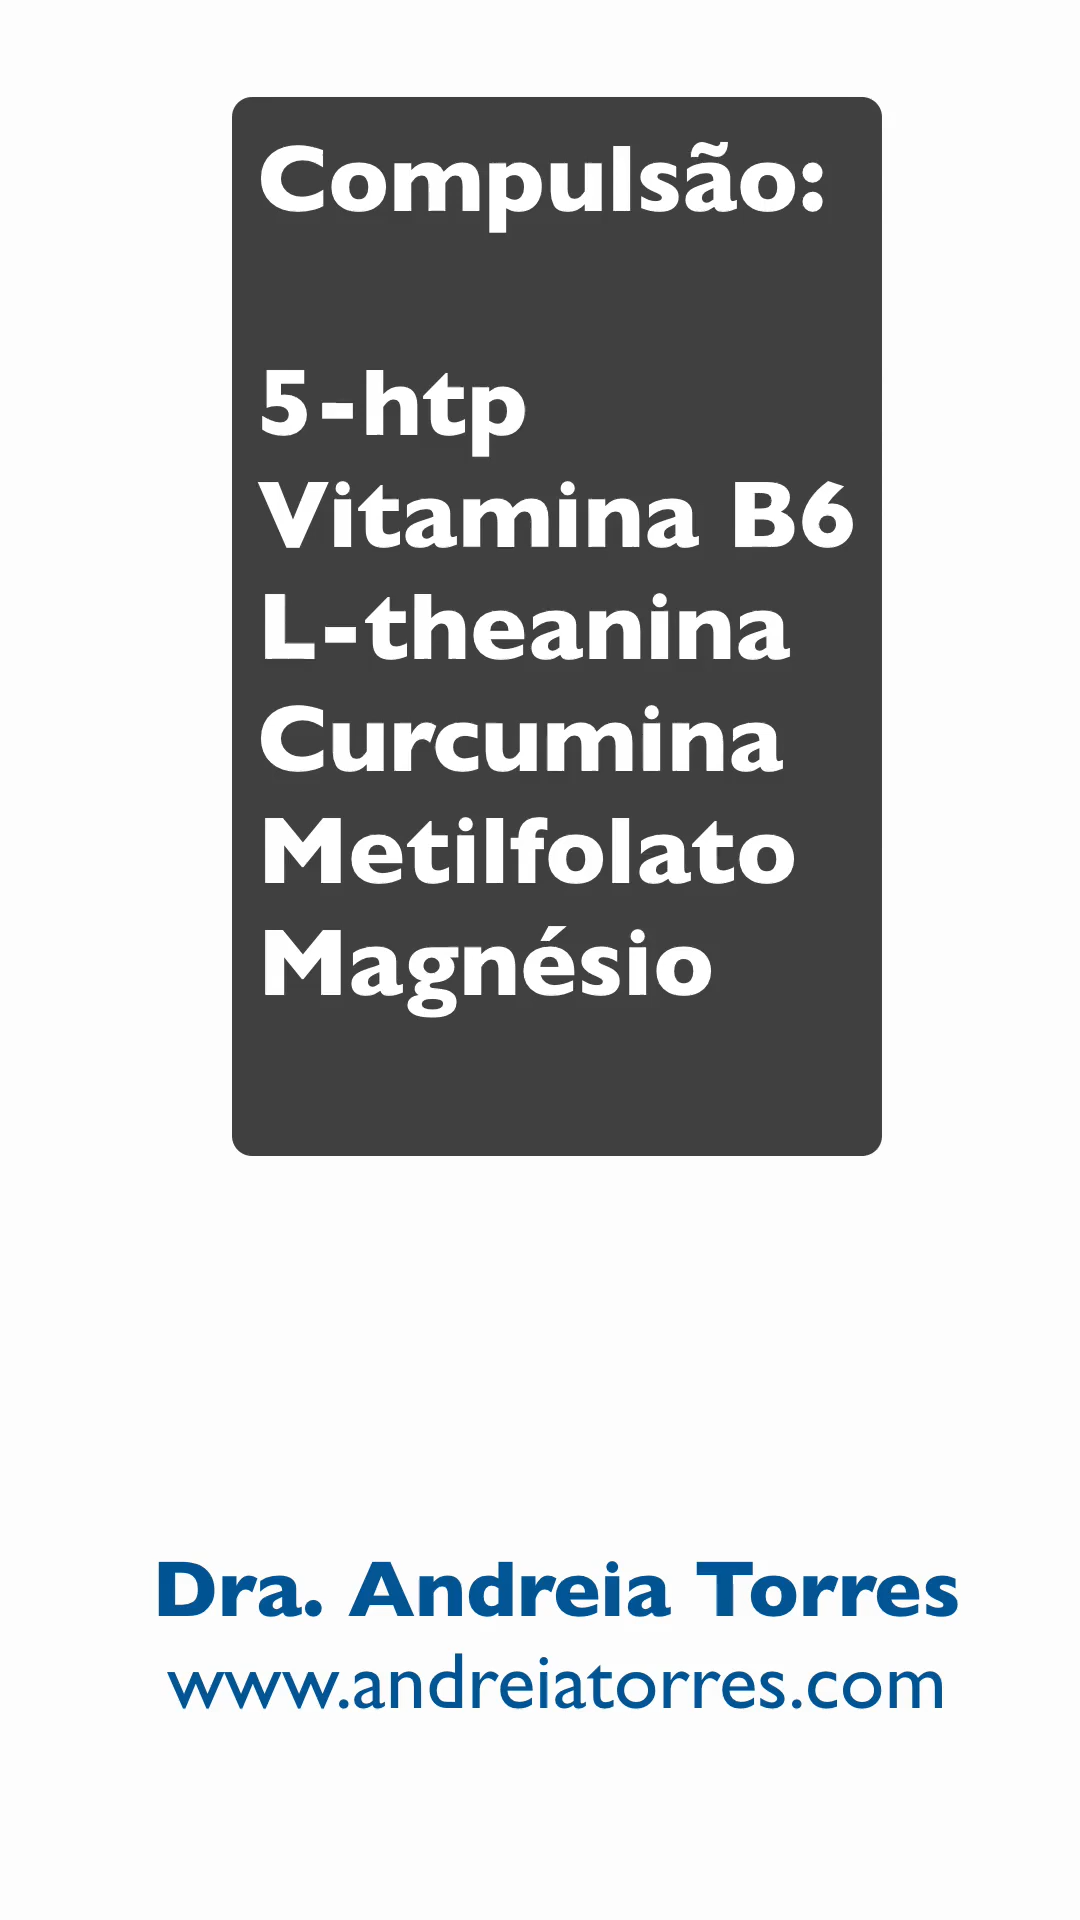 Compulsão:
5-htp
Vitamina B6
L-theanina
Curcumina
Metilfolato
Magnésio
Dra. Andreia Torres
www.andreiatorres.com